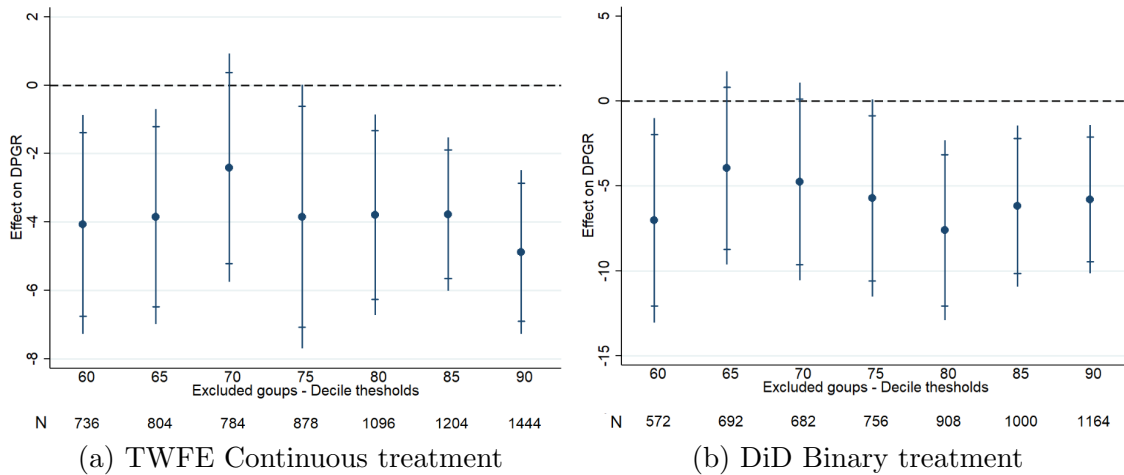 2
0
-2
-4
-6
-8
Effect on DPGR
60 65 70 75 80 85 90
Excluded goups - Decile thesholds
N 736 804 784 878 1096 1204 1444
(a) TWFE Continuous treatment
5
0
-5
-10
-15
Effect on DPGR
60 65 70 75 80 85 90
Excluded goups - Decile thesholds
N 572 692 682 756 908 1000 1164
(b) DiD Binary treatment